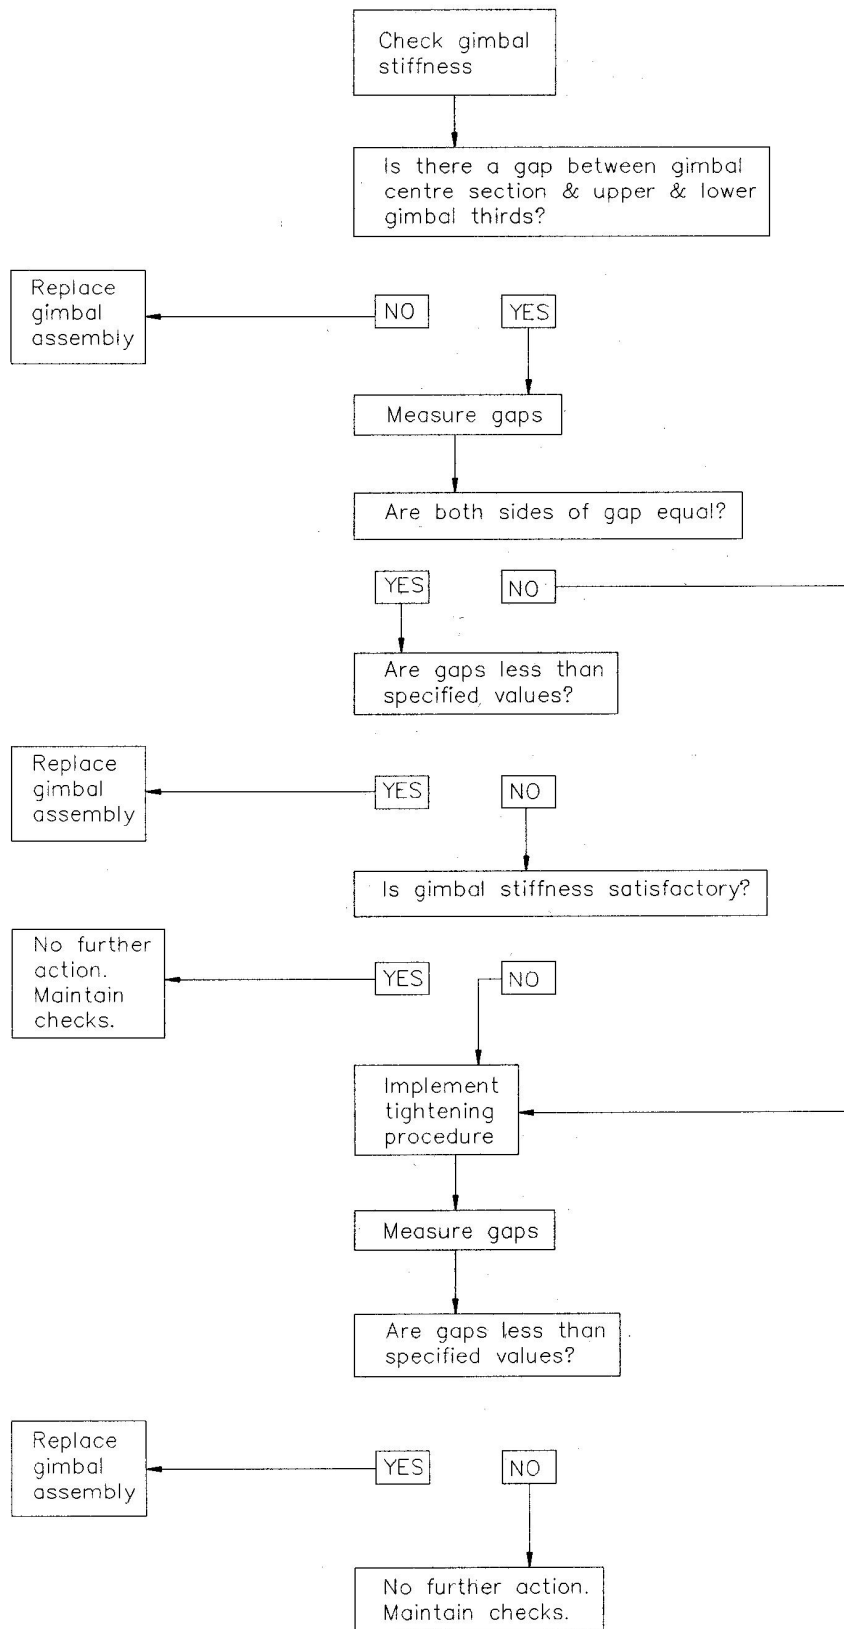 Check gimbal
stiffness
Is there a gap between gimbal
centre section & upper & lower
gimbal thirds?
Replace
gimbal
assembly
NO
YES
Measure gaps
Are both sides of gap equal?
YES
NO
Are gaps less than
specified values?
Replace
gimbal
assembly
YES
NO
Is gimbal stiffness satisfactory?
No further
action.
Maintain
checks.
YES
NO
Implement
tightening
procedure
Measure gaps
Are gaps less than
specified values?
Replace
gimbal
assembly
YES
NO
No further action.
Maintain checks.